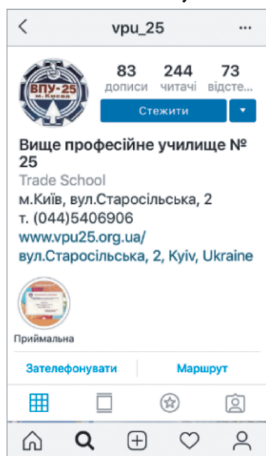 vpu_25
ВПУ-25
м. Києва
83 244 73
дописи читачі відсте...
Стежити
Вище професійне училище №
25
Trade School
м.Київ, вул.Старосільська, 2
т. (044)5406906
www.vpu25.org.ua/
вул.Старосільська, 2, Kyiv, Ukraine
Приймальна
Зателефонувати Маршрут